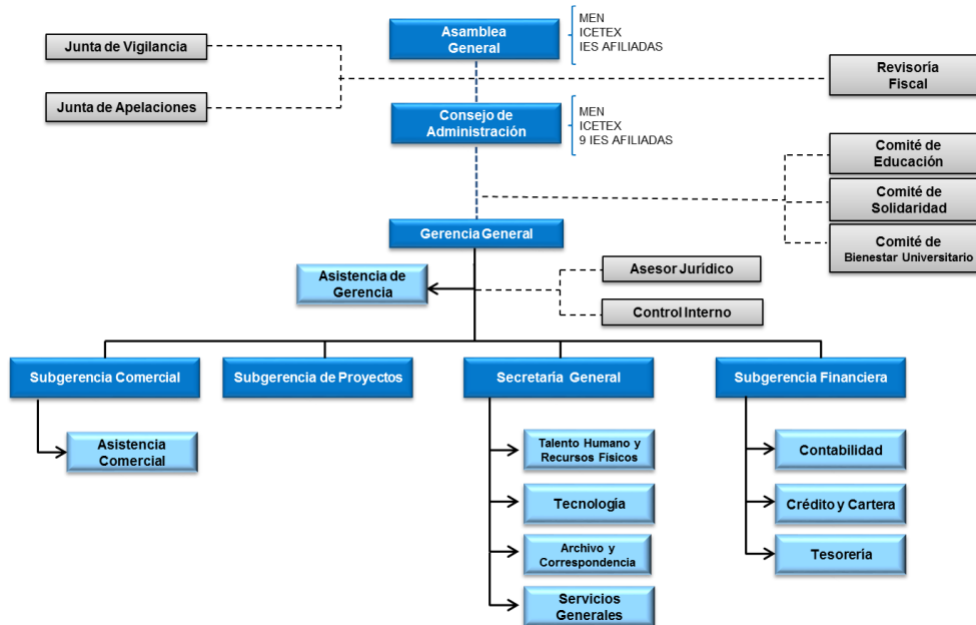 Asamblea
General
MEN
ICETEX
IES AFILIADAS
Junta de Vigilancia
Revisoría
Fiscal
Junta de Apelaciones
Consejo de
Administración
MEN
ICETEX
9 IES AFILIADAS
Comité de
Educación
Comité de
Solidaridad
Comité de
Bienestar Universitario
Gerencia General
Asistencia de
Gerencia
Asesor Jurídico
Control Interno
Subgerencia Comercial
Subgerencia de Proyectos
Secretaría General
Subgerencia Financiera
Asistencia
Comercial
Talento Humano y
Recursos Físicos
Tecnología
Archivo y
Correspondencia
Servicios
Generales
Contabilidad
Crédito y Cartera
Tesorería